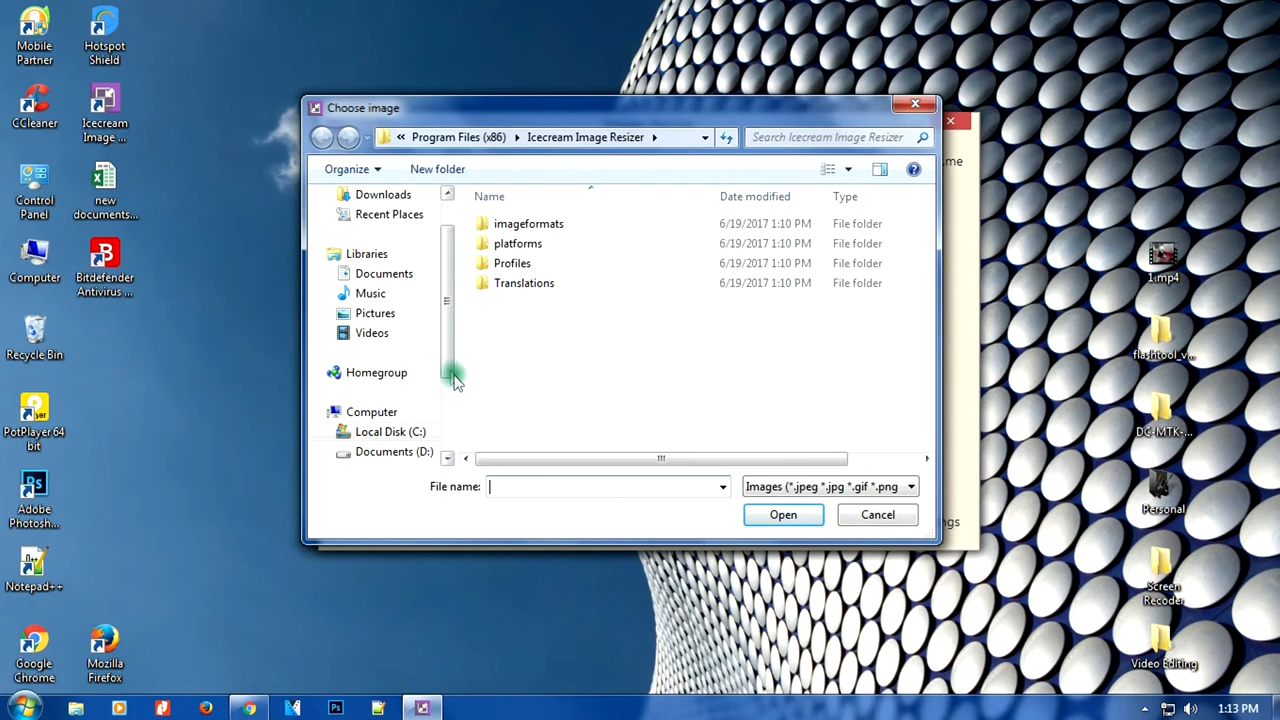 Mobile
Partner
Hotspot
Shield
CCleaner
Icecream
Image ...
Control
Panel
new
documents...
Computer
Bitdefender
Antivirus ...
Recycle Bin
PotPlayer64
bit
Adobe
Photosh...
Notepad++
Google
Chrome
Mozilla
Firefox
Choose image
« Program Files (x86) Icecream Image Resizer
Search Icecream Image Resizer
Organize
New folder
Downloads
Recent Places
Libraries
Documents
Music
Pictures
Videos
Homegroup
Computer
Local Disk (C:)
Documents (D:)
Name Date modified Type
imageformats 6/19/2017 1:10 PM File folder
platforms 6/19/2017 1:10 PM File folder
Profiles 6/19/2017 1:10 PM File folder
Translations 6/19/2017 1:10 PM File folder
File name:
Images (*.jpeg *.jpg *.gif *.png
Open
Cancel
.me
ngs
1.mp4
flashtool_v...
DC-MTK-...
Personal
Screen
Recoder
Video Editing
Ps
1:13 PM